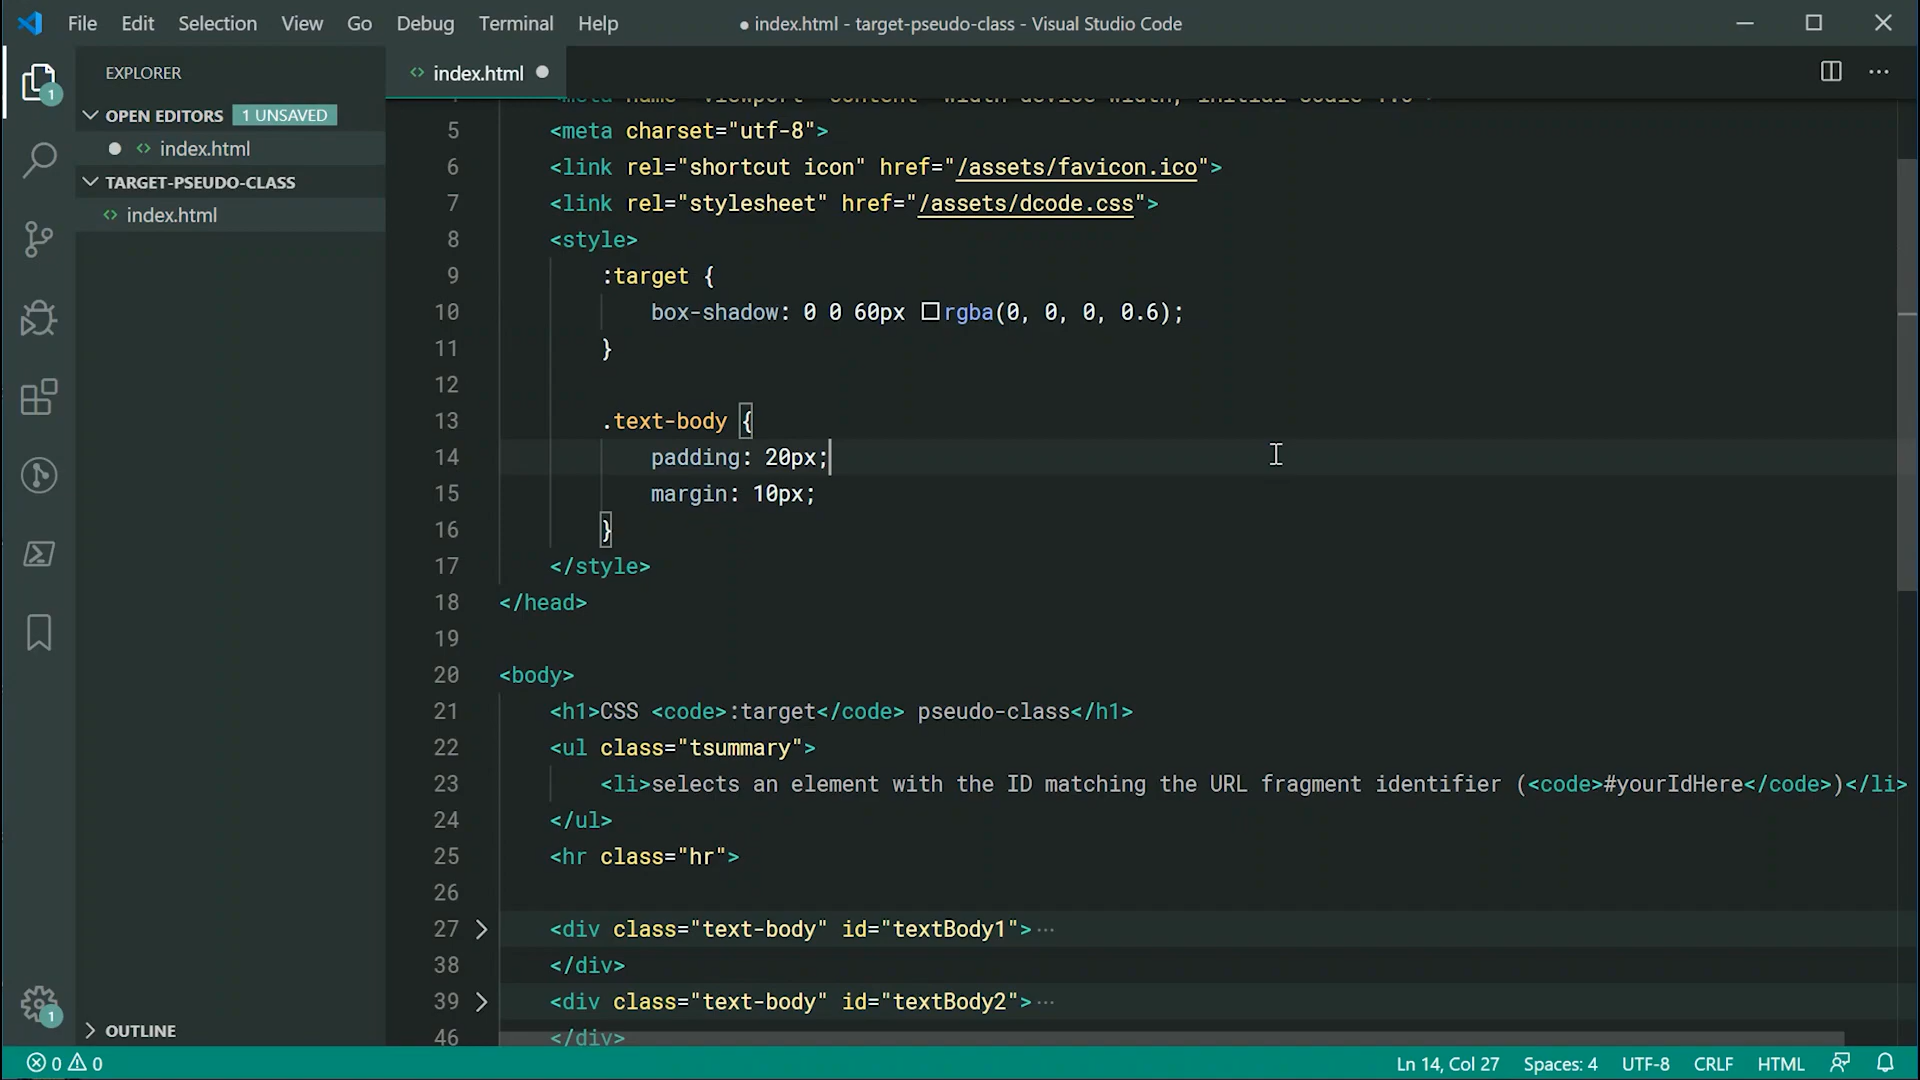 File Edit Selection View Go Debug Terminal Help
● index.html - target-pseudo-class - Visual Studio Code
EXPLORER
OPEN EDITORS 1 UNSAVED
index.html
TARGET-PSEUDO-CLASS
index.html
OUTLINE
1
1
index.html
5 <meta charset="utf-8">
6 <link rel="shortcut icon" href="/assets/favicon.ico">
7 <link rel="stylesheet" href="/assets/dcode.css">
8 <style>
9 :target {
10 box-shadow: 0 0 60px rgba(0, 0, 0, 0.6);
11 }
12
13 .text-body {
14 padding: 20px;
15 margin: 10px;
16 }
17 </style>
18 </head>
19
20 <body>
21 <h1>CSS <code>:target</code> pseudo-class</h1>
22 <ul class="tsummary">
23 <li>selects an element with the ID matching the URL fragment identifier (<code>#yourIdHere</code>)</li>
24 </ul>
25 <hr class="hr">
26
27 <div class="text-body" id="textBody1">···
38 </div>
39 <div class="text-body" id="textBody2">···
46 </div>
0 0
Ln 14, Col 27 Spaces: 4 UTF-8 CRLF HTML